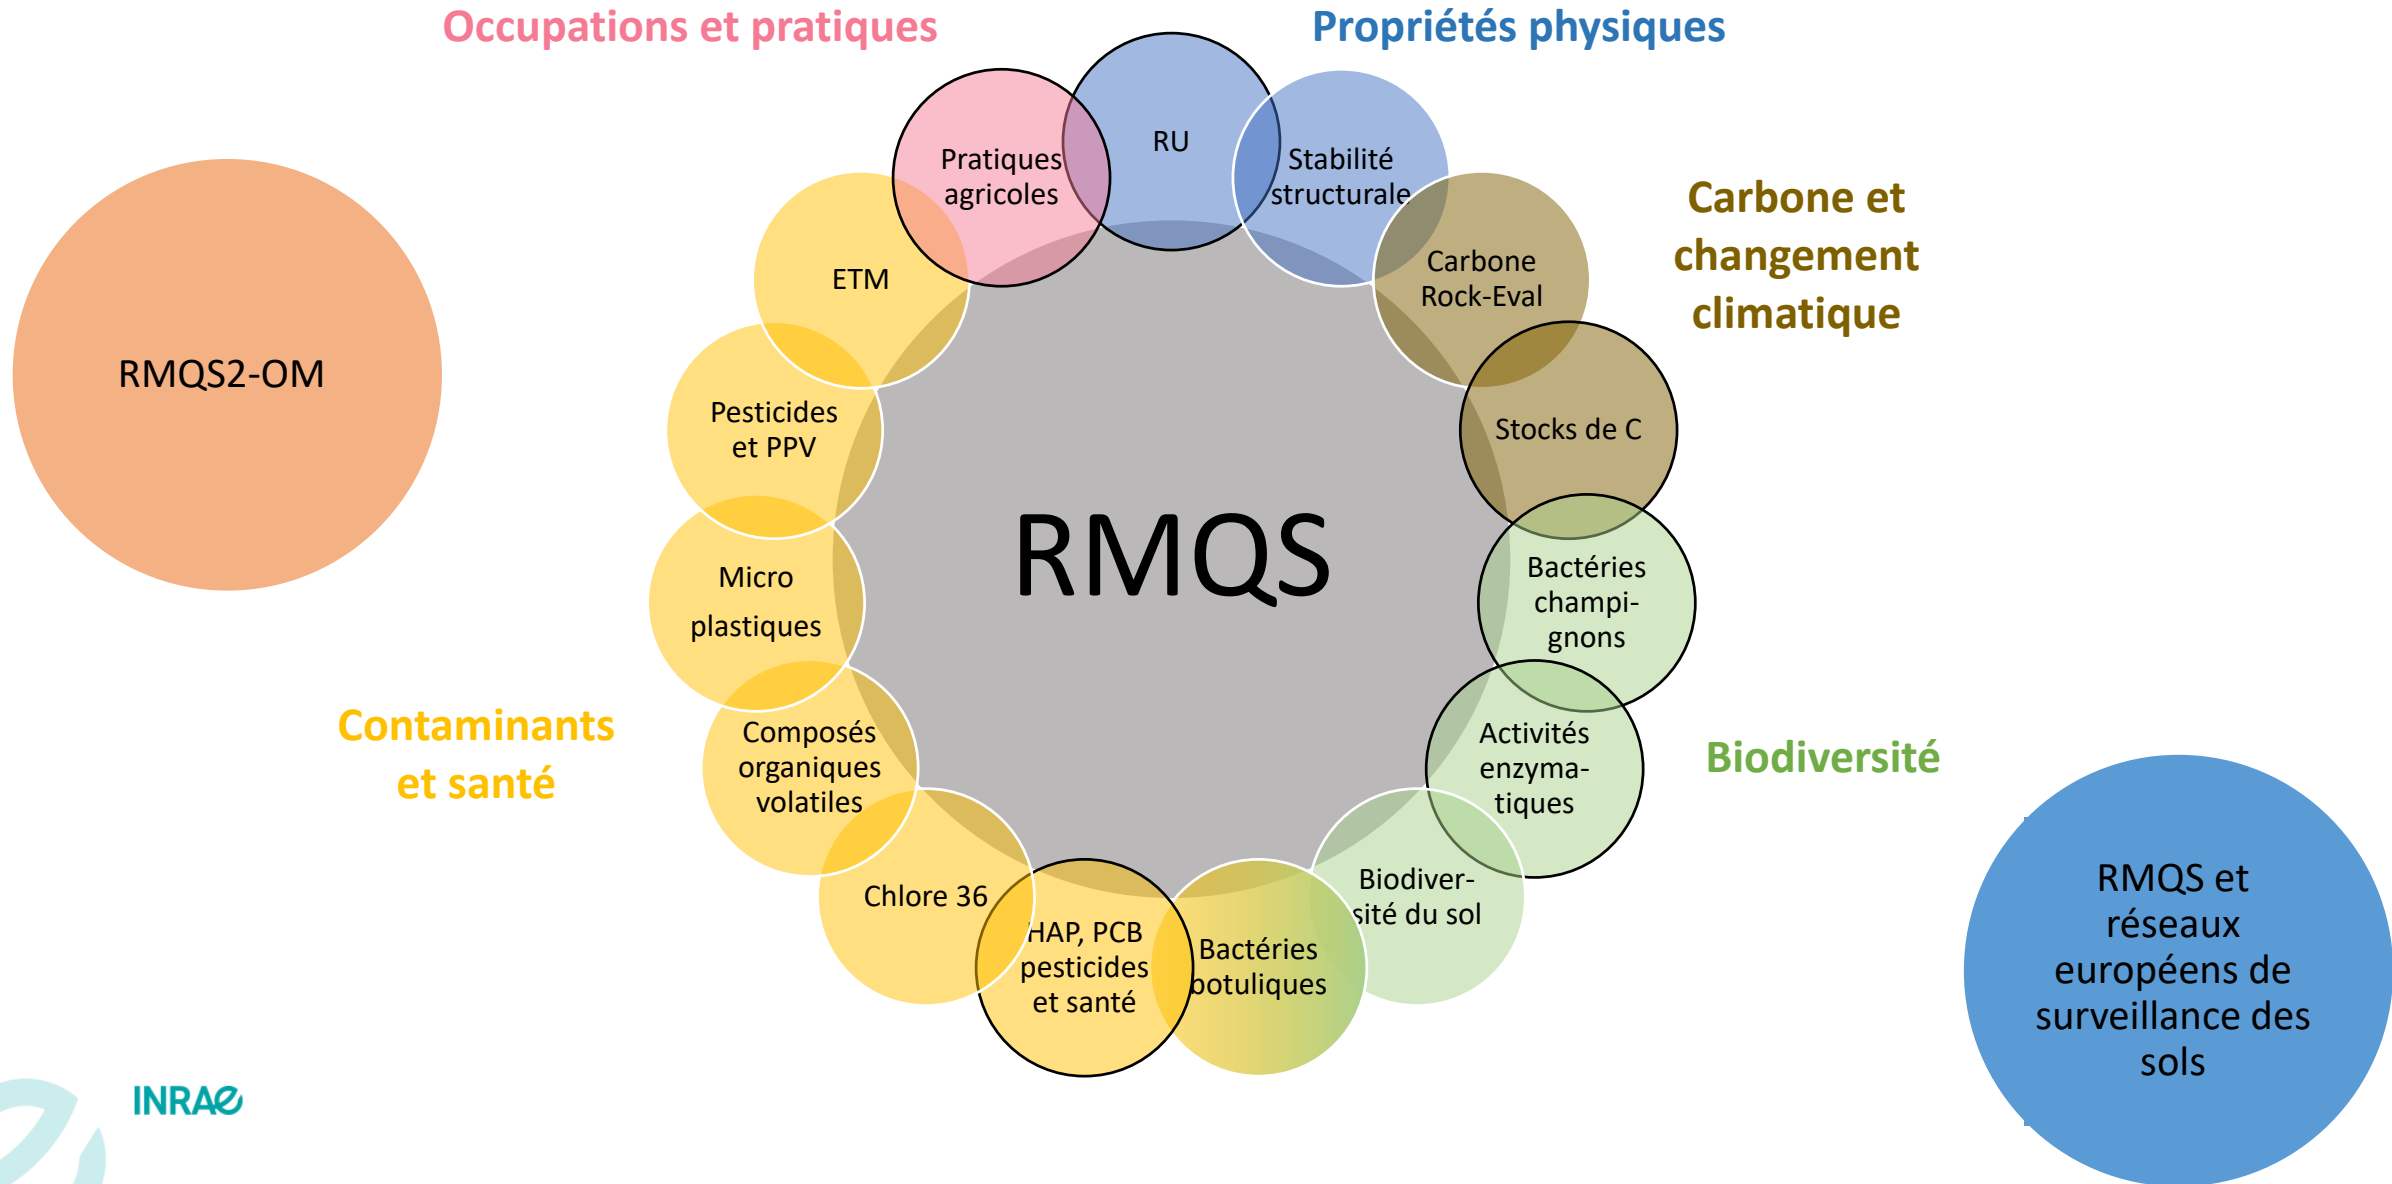 Occupations et pratiques
Propriétés physiques
RU
Stabilité
structurale
Pratiques
agricoles
Carbone et
changement
climatique
Carbone
Rock-Eval
ETM
RMQS2-OM
Stocks de C
Pesticides
et PPV
RMQS
Bactéries
champi-
gnons
Micro
plastiques
Contaminants
et santé
Composés
organiques
volatiles
Activités
enzyma-
tiques
Biodiversité
Chlore 36
Biodiver-
sité du sol
HAP, PCB
pesticides
et santé
Bactéries
botuliques
RMQS et
réseaux
européens de
surveillance des
sols
INRAE